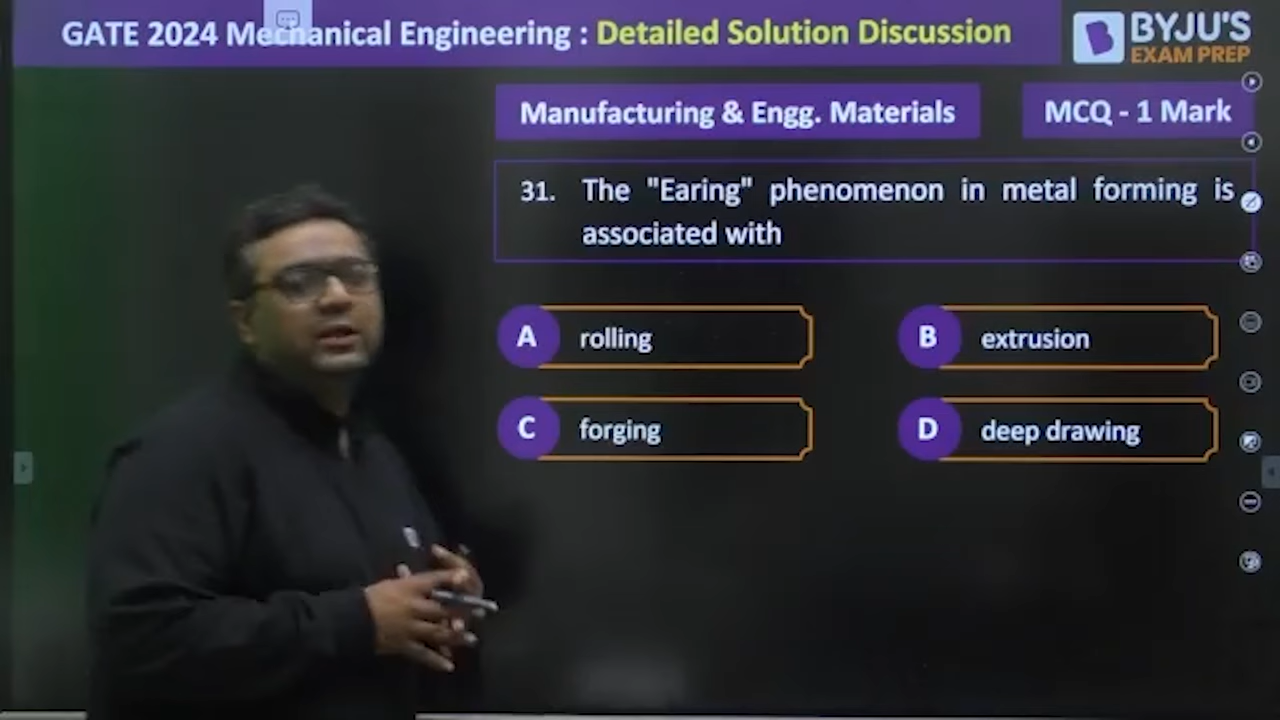 GATE 2024 Mechanical Engineering : Detailed Solution Discussion
BYJU'S
EXAM PREP
Manufacturing & Engg. Materials
MCQ - 1 Mark
31. The "Earing" phenomenon in metal forming is
associated with
A rolling
B extrusion
C forging
D deep drawing